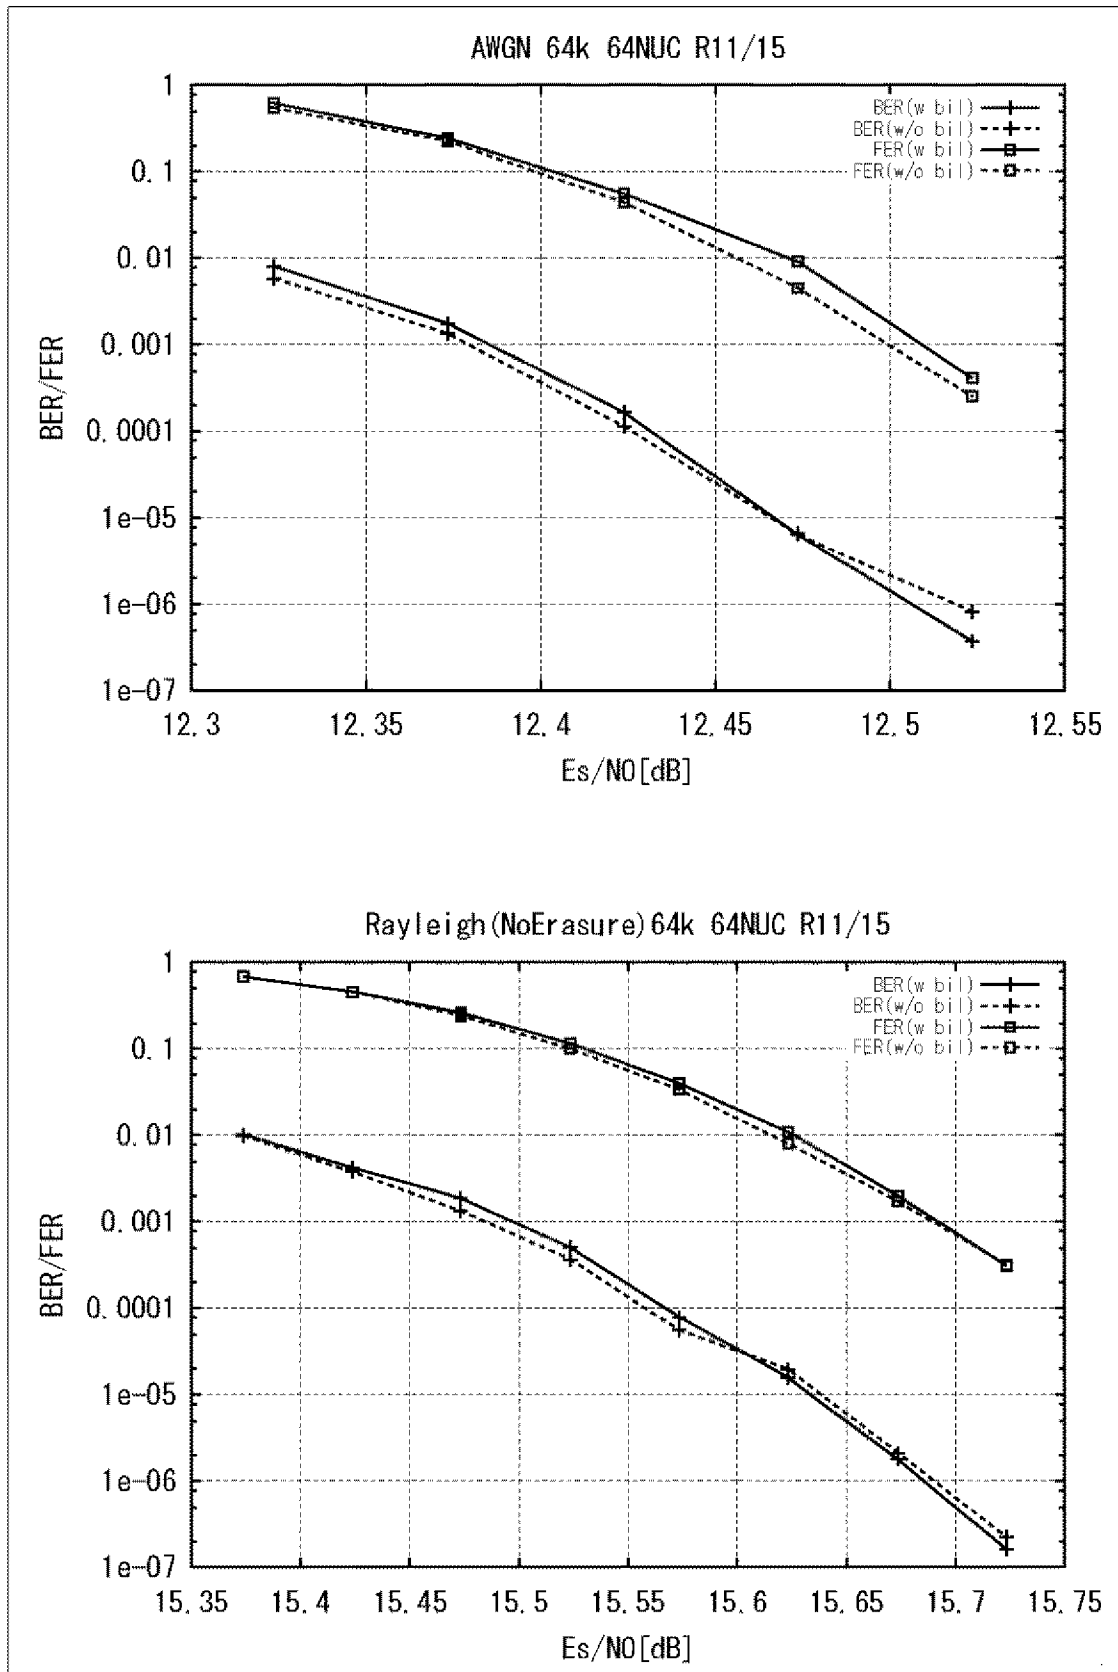 AWGN 64k 64NUC R11/15
BER(w bil)
BER(w/o bil)
FER(w bil)
FER(w/o bil)
1
0.1
0.01
0.001
0.0001
1e-05
1e-06
1e-07
BER/FER
12.3 12.35 12.4 12.45 12.5 12.55
Es/N0[dB]
Rayleigh(NoErasure)64k 64NUC R11/15
BER(w bil)
BER(w/o bil)
FER(w bil)
FER(w/o bil)
1
0.1
0.01
0.001
0.0001
1e-05
1e-06
1e-07
BER/FER
15.35 15.4 15.45 15.5 15.55 15.6 15.65 15.7 15.75
Es/N0[dB]